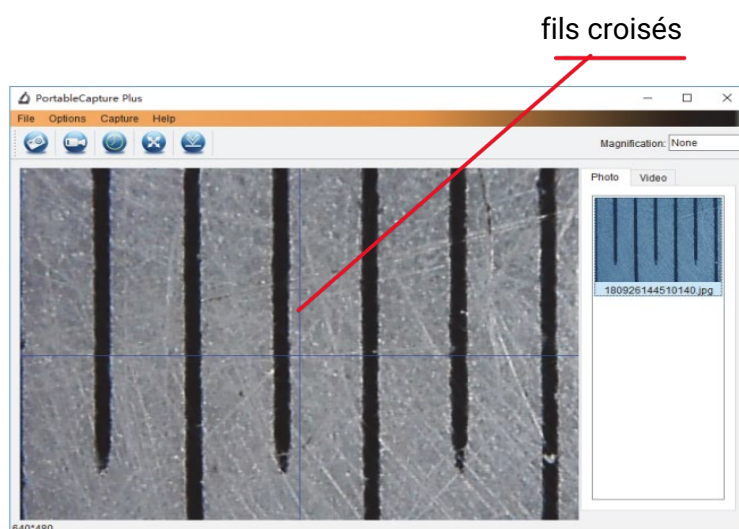 fils croisés
PortableCapture Plus
File Options Capture Help
Magnification: None
Photo Video
180926144510140.jpg
640*480